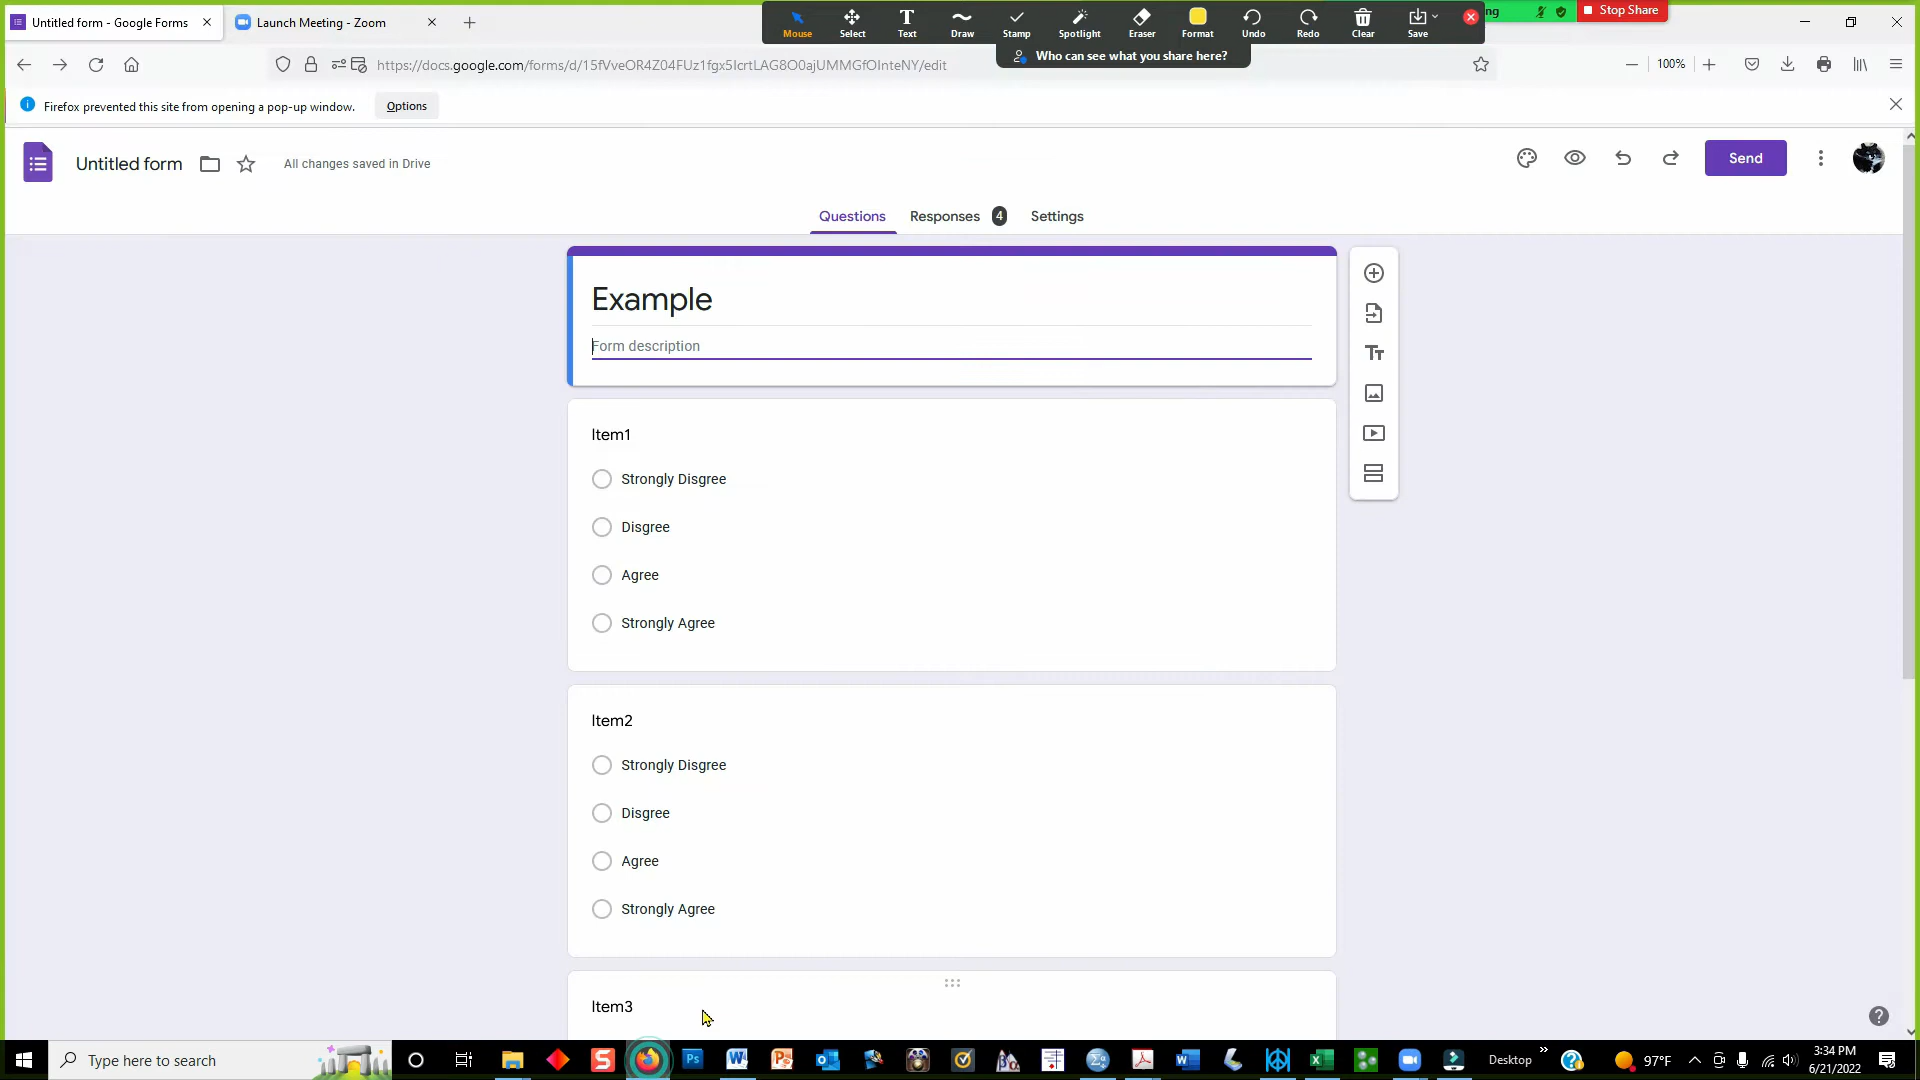 Untitled form - Google Forms
Launch Meeting - Zoom
Mouse
Select
Text
Draw
Stamp
Spotlight
Eraser
Format
Undo
Redo
Clear
Save
ng
Stop Share
Who can see what you share here?
https://docs.google.com/forms/d/15fVveOR4Z04FUz1fgx5IcrtLAG8O0ajUMMGfOInteNY/edit
100%
Firefox prevented this site from opening a pop-up window.
Options
Untitled form
All changes saved in Drive
Send
Questions
Responses 4
Settings
Example
Form description
Item1
Strongly Disgree
Disgree
Agree
Strongly Agree
Item2
Strongly Disgree
Disgree
Agree
Strongly Agree
Item3
Type here to search
Desktop
97°F
3:34 PM
6/21/2022